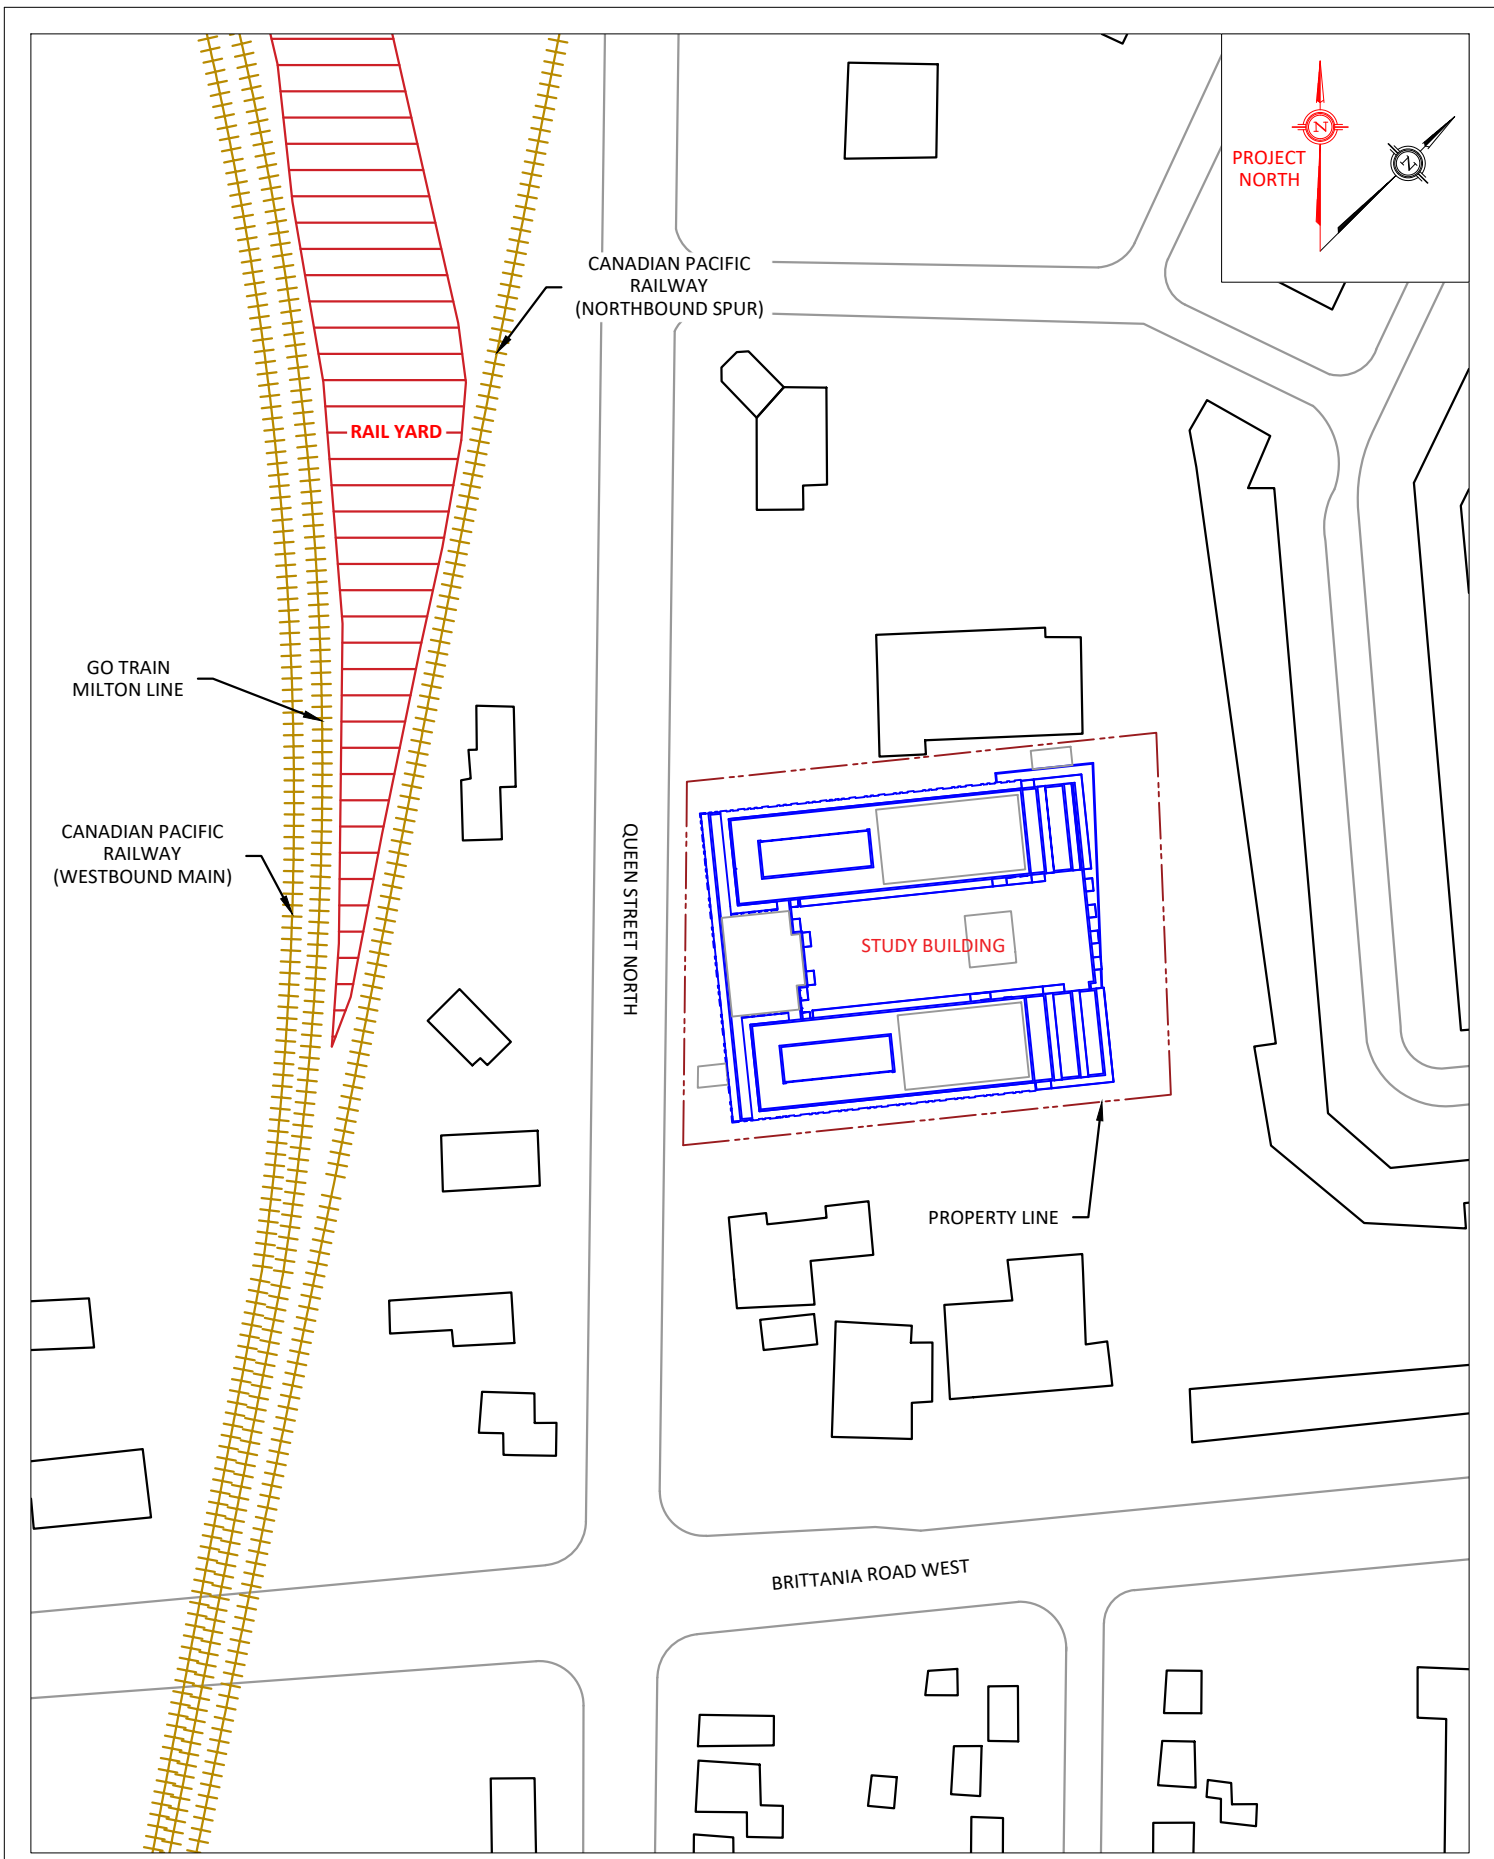 N
N
PROJECT
NORTH
CANADIAN PACIFIC
RAILWAY
(NORTHBOUND SPUR)
RAIL YARD
GO TRAIN
MILTON LINE
CANADIAN PACIFIC
RAILWAY
(WESTBOUND MAIN)
QUEEN STREET NORTH
STUDY BUILDING
PROPERTY LINE
BRITTANIA ROAD WEST